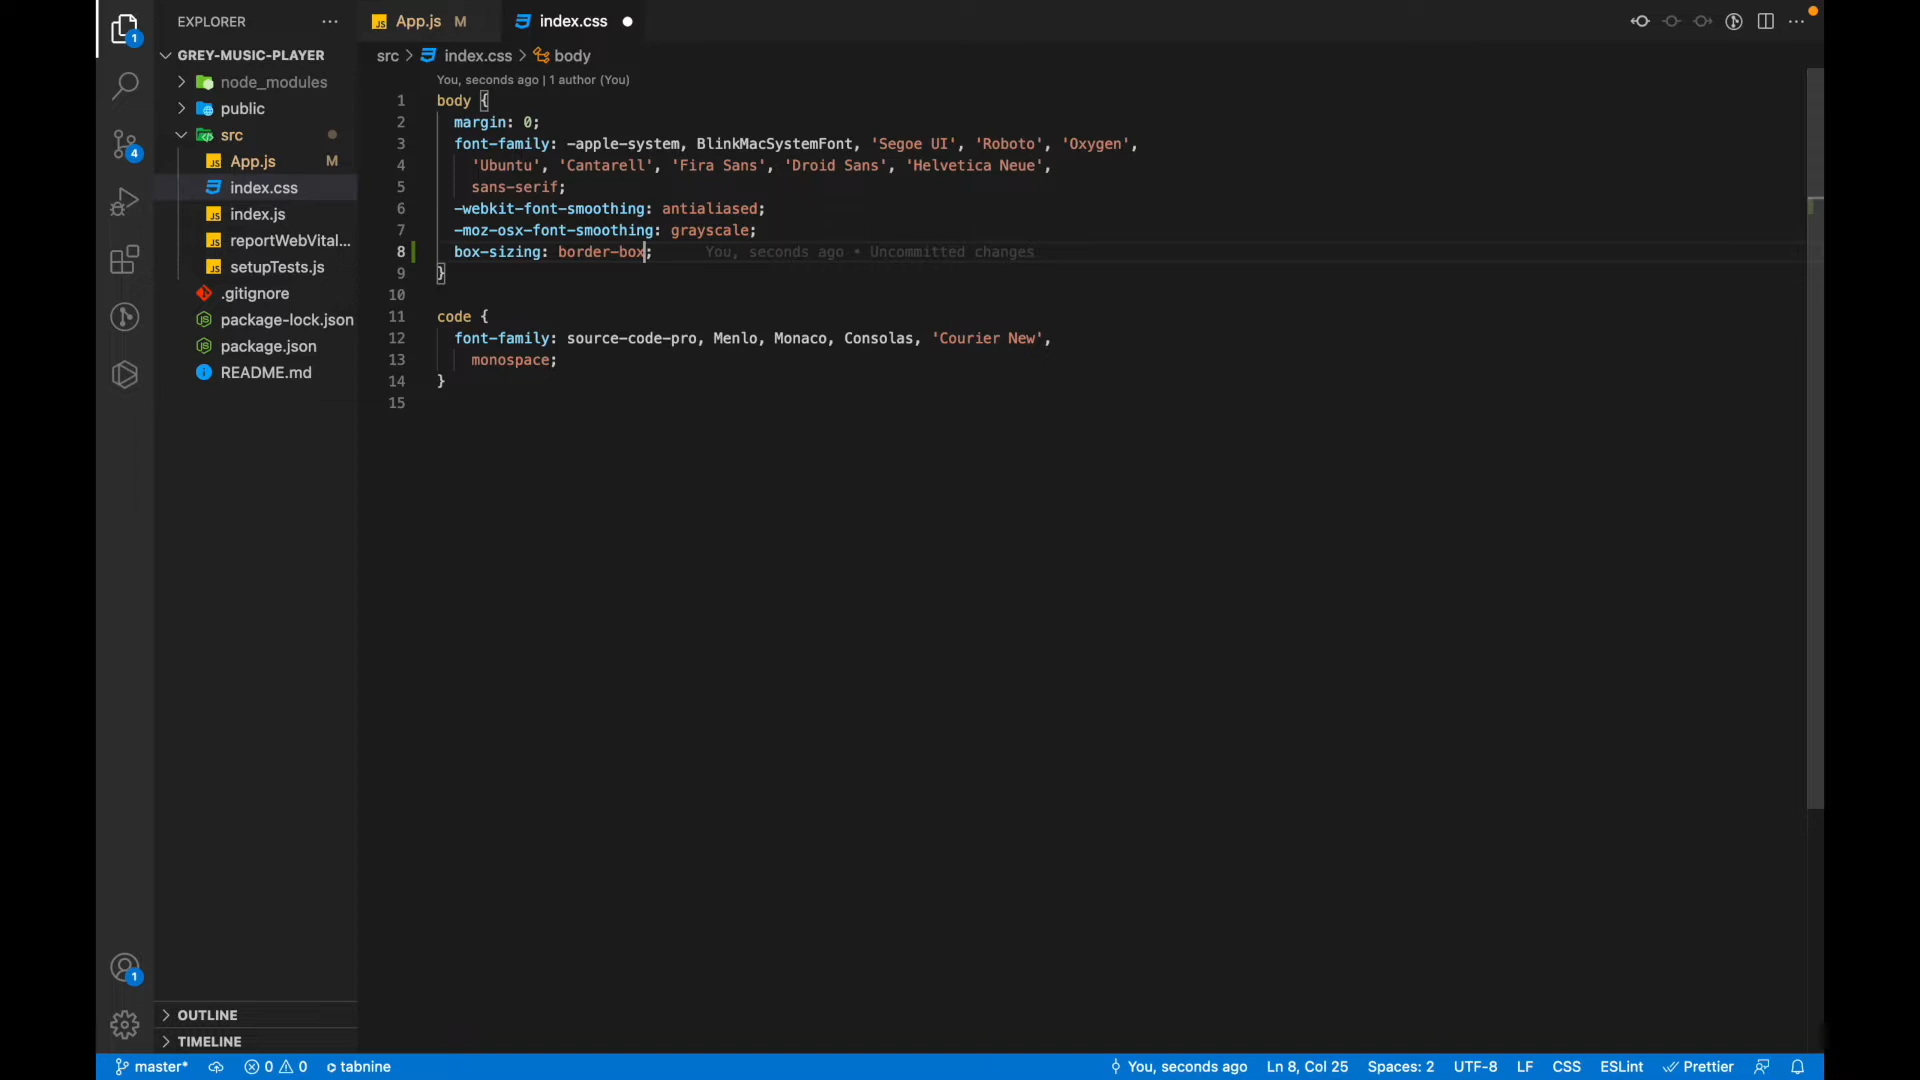 EXPLORER
GREY-MUSIC-PLAYER
node_modules
public
src
App.js M
index.css
index.js
reportWebVital...
setupTests.js
.gitignore
package-lock.json
package.json
README.md
OUTLINE
TIMELINE
1
4
1
App.js M
index.css
src > index.css > body
You, seconds ago | 1 author (You)
1 body {
2 margin: 0;
3 font-family: -apple-system, BlinkMacSystemFont, 'Segoe UI', 'Roboto', 'Oxygen',
4 'Ubuntu', 'Cantarell', 'Fira Sans', 'Droid Sans', 'Helvetica Neue',
5 sans-serif;
6 -webkit-font-smoothing: antialiased;
7 -moz-osx-font-smoothing: grayscale;
8 box-sizing: border-box; You, seconds ago • Uncommitted changes
9 }
10
11 code {
12 font-family: source-code-pro, Menlo, Monaco, Consolas, 'Courier New',
13 monospace;
14 }
15
master* 0 0 tabnine You, seconds ago Ln 8, Col 25 Spaces: 2 UTF-8 LF CSS ESLint Prettier